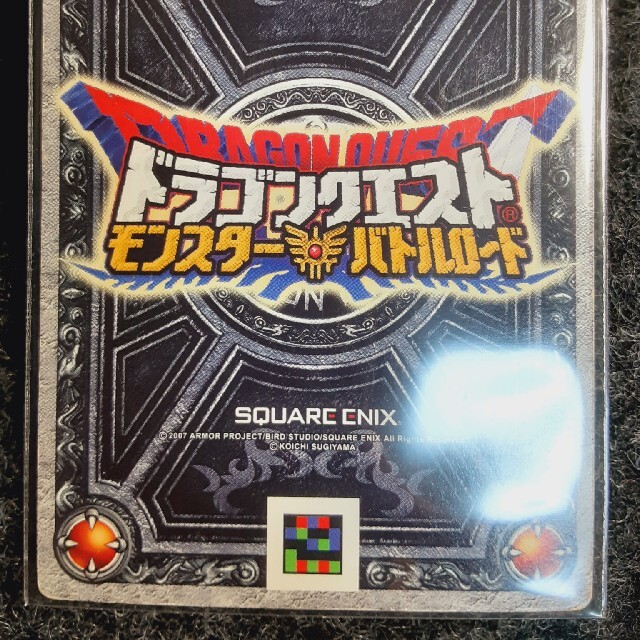 DRAGON QUEST
ドラゴンクエスト®
モンスター バトルロード
SQUARE ENIX
© 2007 ARMOR PROJECT/BIRD STUDIO/SQUARE ENIX All Rights
© KOICHI SUGIYAMA